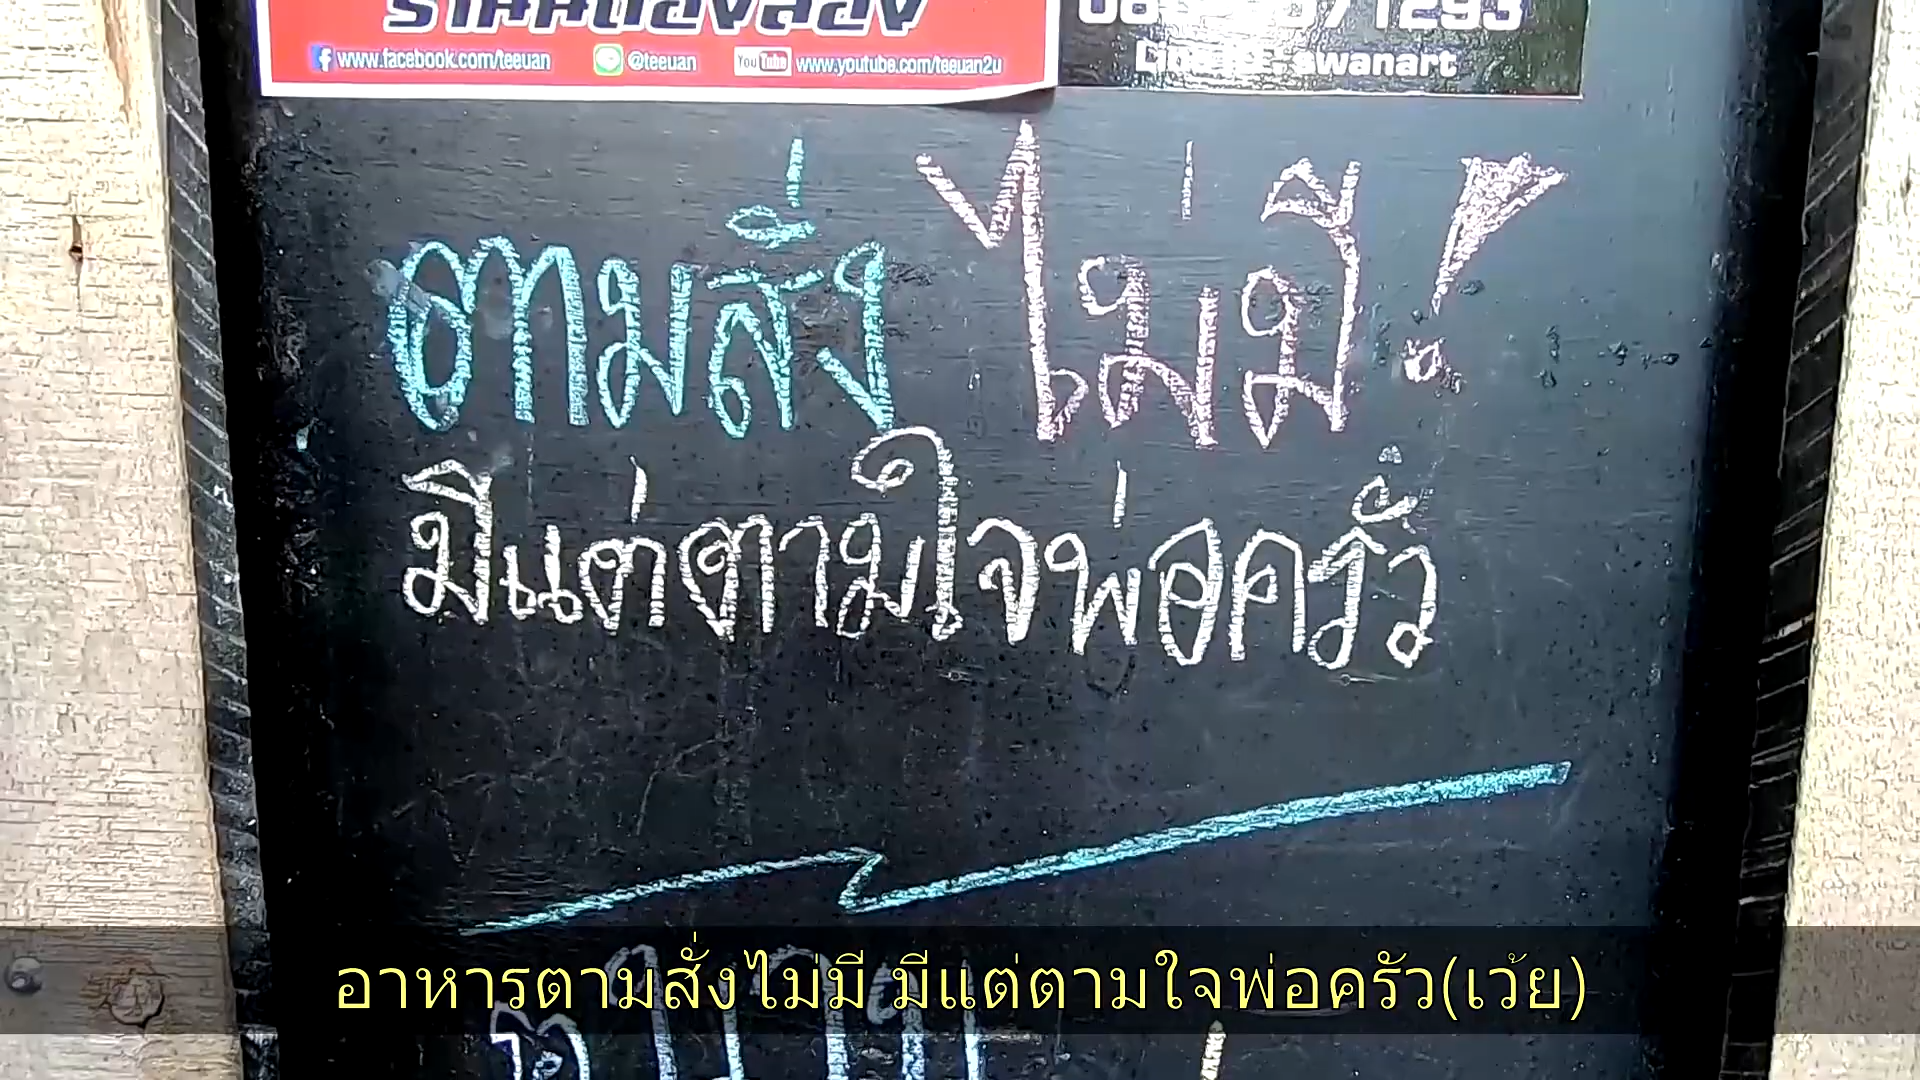 www.facebook.com/teeuan @teeuan YouTube www.youtube.com/teeuan2u
ตามสั่ง ไม่มี!
มีแต่ตามใจพ่อครัว
อาหารตามสั่งไม่มี มีแต่ตามใจพ่อครัว(เว้ย)